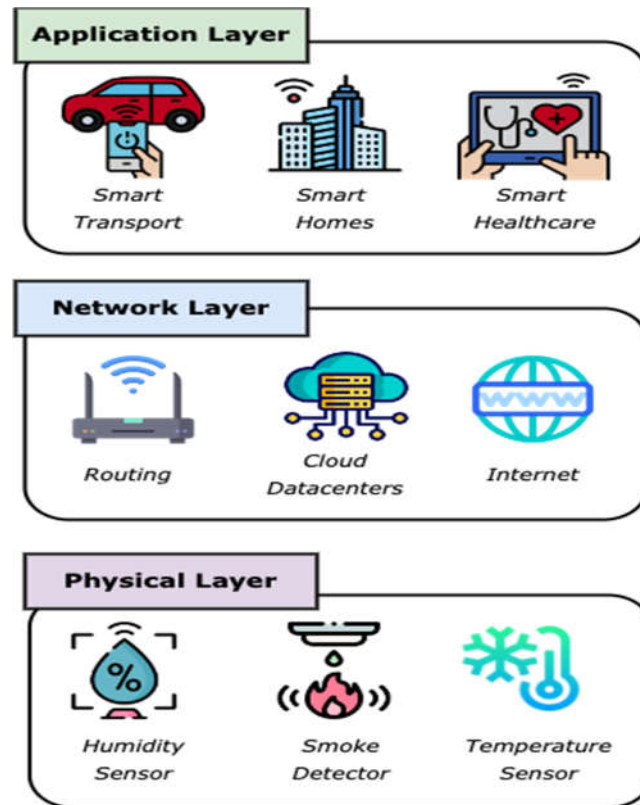 Application Layer
Smart
Transport
Smart
Homes
Smart
Healthcare
Network Layer
Routing
Cloud
Datacenters
WWW
Internet
Physical Layer
%
Humidity
Sensor
Smoke
Detector
Temperature
Sensor